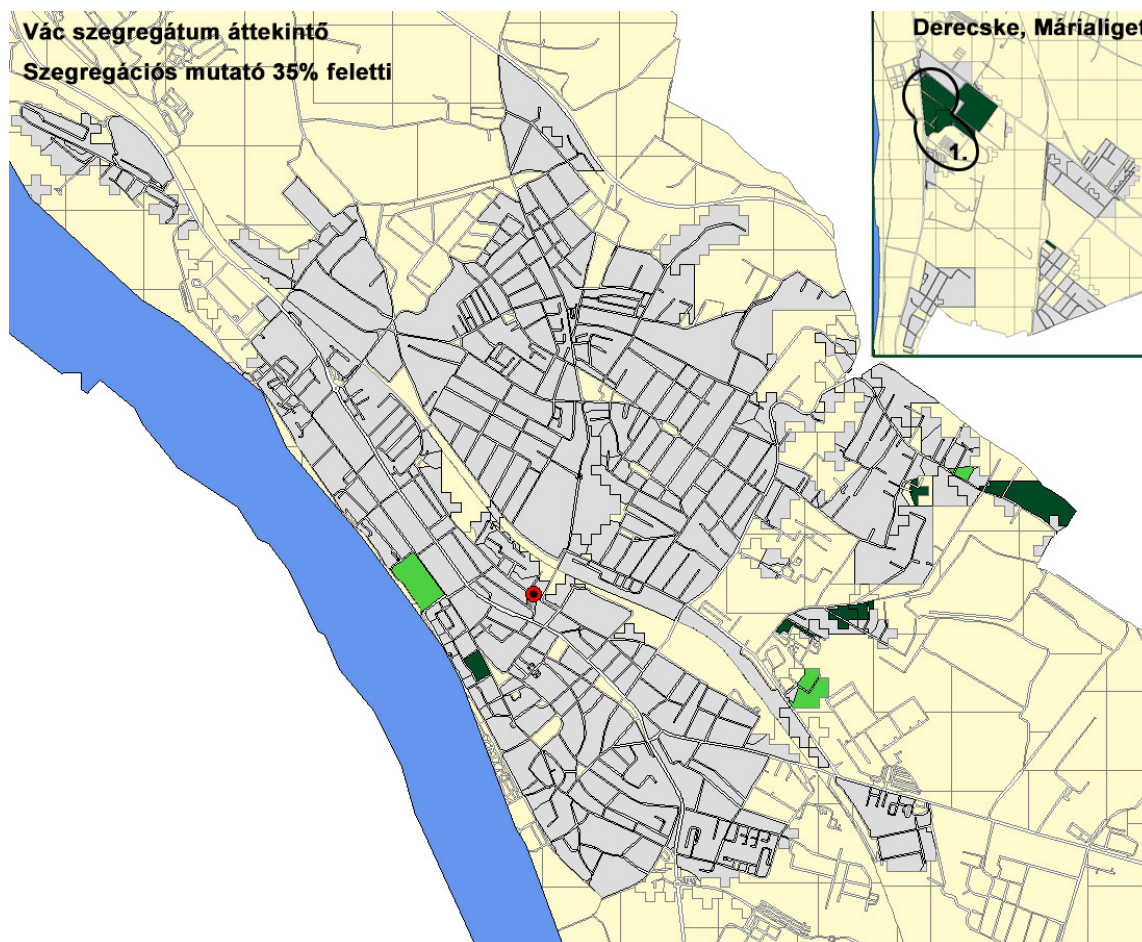 Vác szegregátum áttekintő
Szegregációs mutató 35% feletti
Derecske, Márialiget
1.